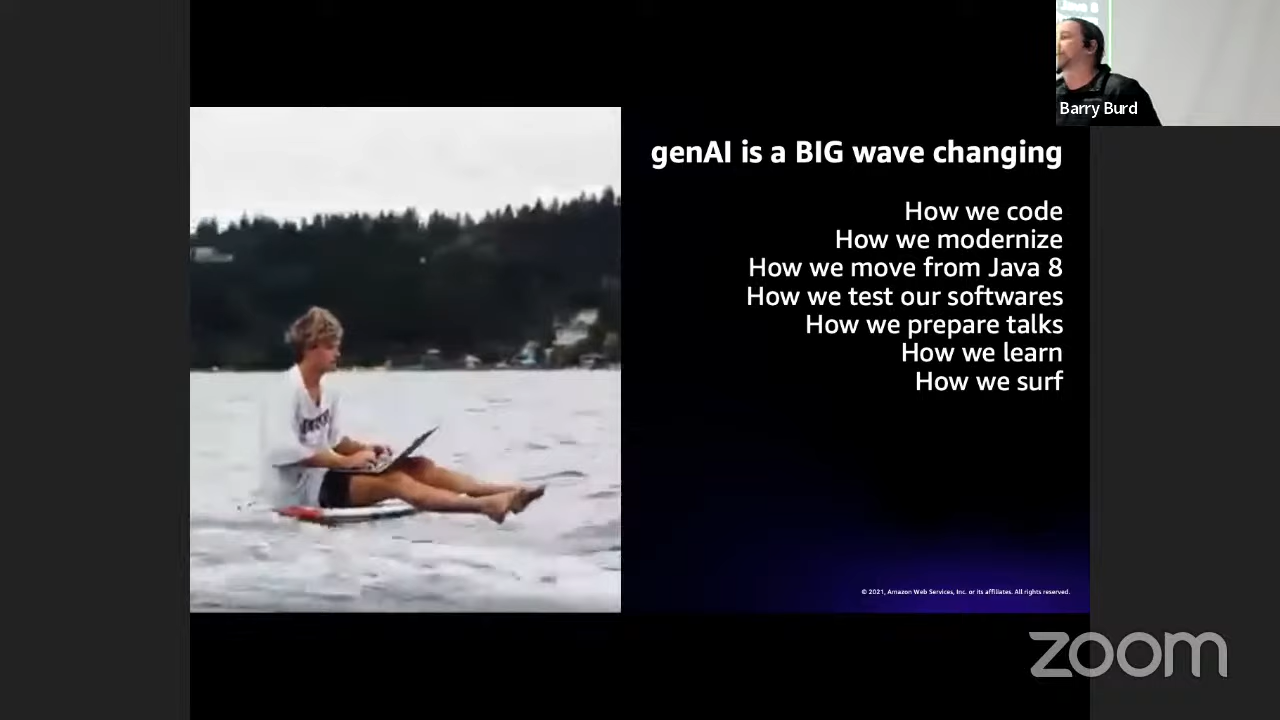 Java 8
Barry Burd
genAI is a BIG wave changing
How we code
How we modernize
How we move from Java 8
How we test our softwares
How we prepare talks
How we learn
How we surf
© 2021, Amazon Web Services, Inc. or its affiliates. All rights reserved.
zoom